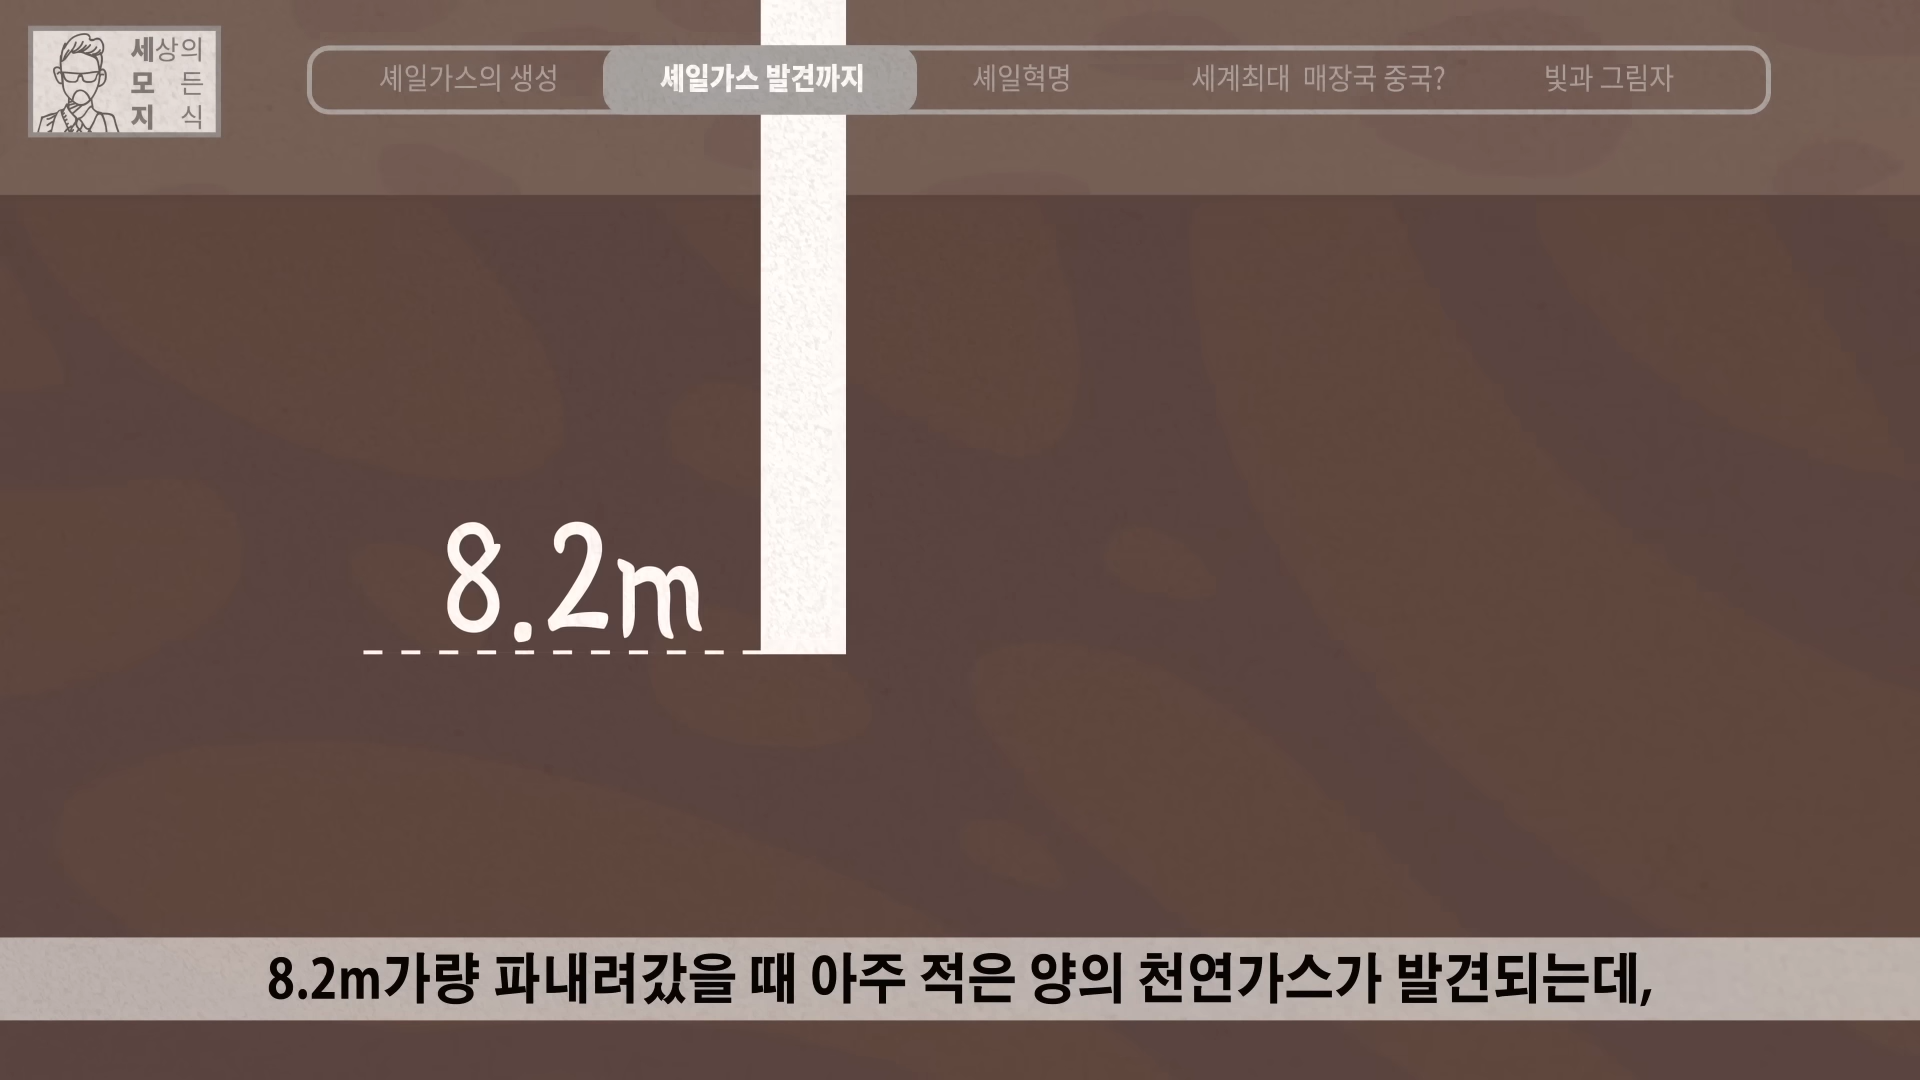 세상의
모든
지식
셰일가스의 생성
셰일가스 발견까지
셰일혁명
세계최대 매장국 중국?
빛과 그림자
8.2m
8.2m가량 파내려갔을 때 아주 적은 양의 천연가스가 발견되는데,